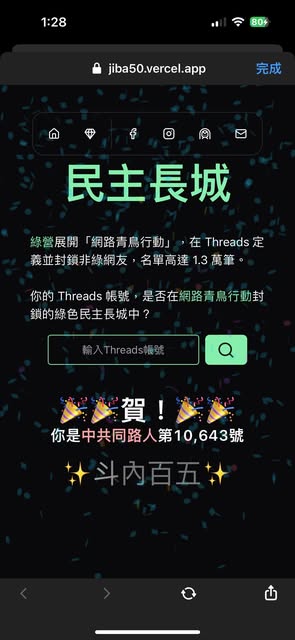 1:28
80
jiba50.vercel.app
完成
民主長城
綠營展開「網路青鳥行動」，在 Threads 定
義並封鎖非綠網友，名單高達 1.3 萬筆。
你的 Threads 帳號，是否在網路青鳥行動封
鎖的綠色民主長城中？
輸入Threads帳號
🎉🎉賀！🎉🎉
你是中共同路人第10,643號
✨斗內百五✨